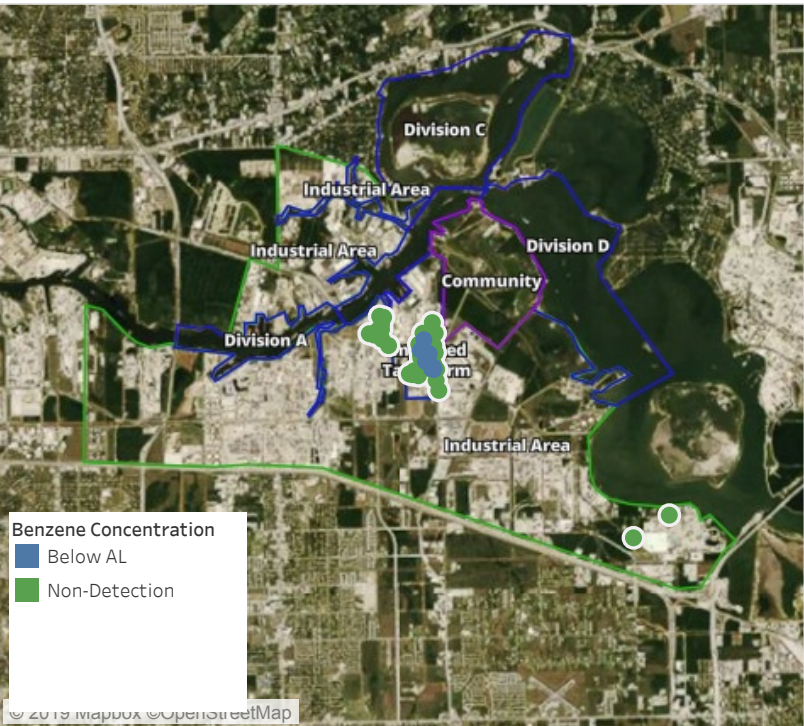 Division C
Industrial Area
Industrial Area
Division D
Community
Division A
Industrial Area
Benzene Concentration
Below AL
Non-Detection
© 2019 Mapbox ©OpenStreetMap